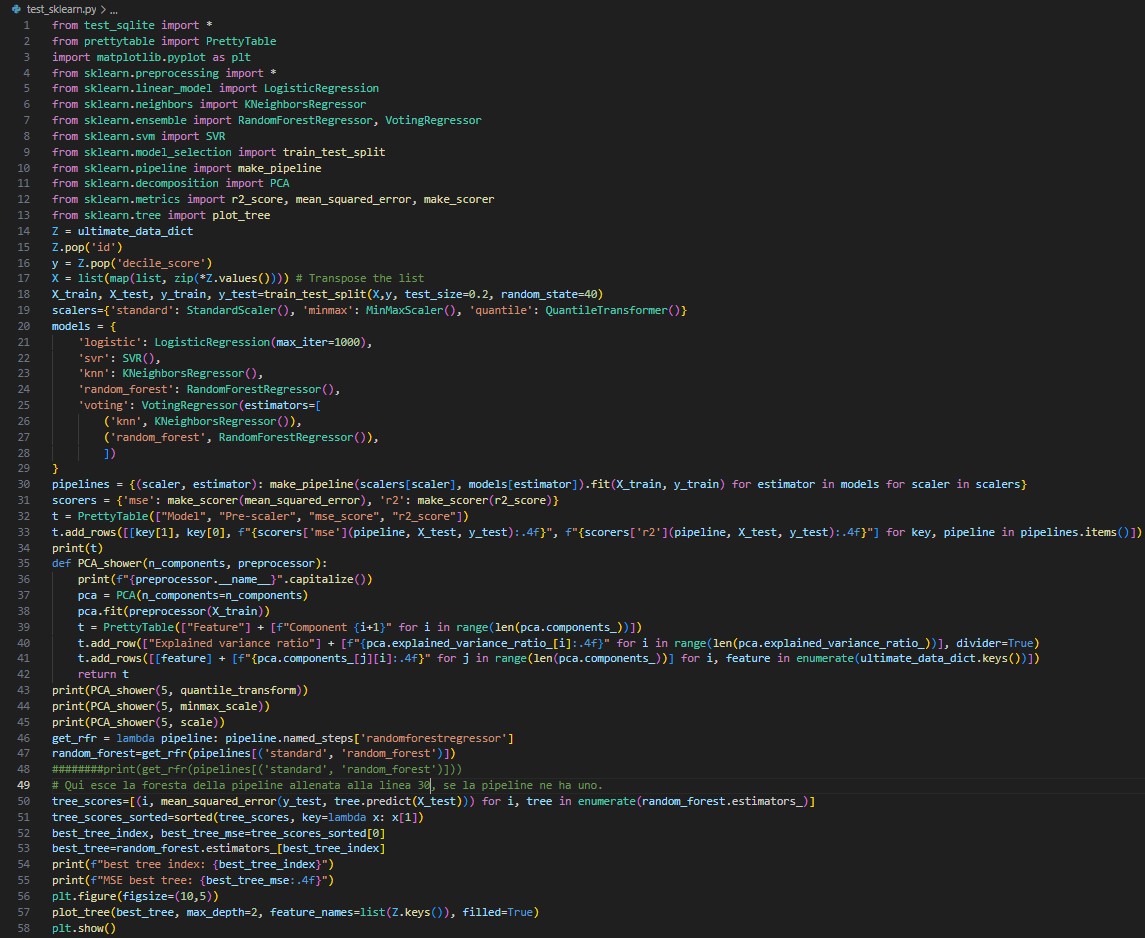 test_sklearn.py > ...
1 from test_sqlite import *
2 from prettytable import PrettyTable
3 import matplotlib.pyplot as plt
4 from sklearn.preprocessing import *
5 from sklearn.linear_model import LogisticRegression
6 from sklearn.neighbors import KNeighborsRegressor
7 from sklearn.ensemble import RandomForestRegressor, VotingRegressor
8 from sklearn.svm import SVR
9 from sklearn.model_selection import train_test_split
10 from sklearn.pipeline import make_pipeline
11 from sklearn.decomposition import PCA
12 from sklearn.metrics import r2_score, mean_squared_error, make_scorer
13 from sklearn.tree import plot_tree
14 Z = ultimate_data_dict
15 Z.pop('id')
16 y = Z.pop('decile_score')
17 X = list(map(list, zip(*Z.values()))) # Transpose the list
18 X_train, X_test, y_train, y_test=train_test_split(X,y, test_size=0.2, random_state=40)
19 scalers={'standard': StandardScaler(), 'minmax': MinMaxScaler(), 'quantile': QuantileTransformer()}
20 models = {
21     'logistic': LogisticRegression(max_iter=1000),
22     'svr': SVR(),
23     'knn': KNeighborsRegressor(),
24     'random_forest': RandomForestRegressor(),
25     'voting': VotingRegressor(estimators=[
26         ('knn', KNeighborsRegressor()),
27         ('random_forest', RandomForestRegressor()),
28         ])
29 }
30 pipelines = {(scaler, estimator): make_pipeline(scalers[scaler], models[estimator]).fit(X_train, y_train) for estimator in models for scaler in scalers}
31 scorers = {'mse': make_scorer(mean_squared_error), 'r2': make_scorer(r2_score)}
32 t = PrettyTable(["Model", "Pre-scaler", "mse_score", "r2_score"])
33 t.add_rows([[key[1], key[0], f"{scorers['mse'](pipeline, X_test, y_test):.4f}", f"{scorers['r2'](pipeline, X_test, y_test):.4f}"] for key, pipeline in pipelines.items()])
34 print(t)
35 def PCA_shower(n_components, preprocessor):
36     print(f"{preprocessor.__name__}".capitalize())
37     pca = PCA(n_components=n_components)
38     pca.fit(preprocessor(X_train))
39     t = PrettyTable(["Feature"] + [f"Component {i+1}" for i in range(len(pca.components_))])
40     t.add_row(["Explained variance ratio"] + [f"{pca.explained_variance_ratio_[i]:.4f}" for i in range(len(pca.explained_variance_ratio_))], divider=True)
41     t.add_rows([[feature] + [f"{pca.components_[j][i]:.4f}" for j in range(len(pca.components_))] for i, feature in enumerate(ultimate_data_dict.keys())])
42     return t
43 print(PCA_shower(5, quantile_transform))
44 print(PCA_shower(5, minmax_scale))
45 print(PCA_shower(5, scale))
46 get_rfr = lambda pipeline: pipeline.named_steps['randomforestregressor']
47 random_forest=get_rfr(pipelines[('standard', 'random_forest')])
48 ########print(get_rfr(pipelines[('standard', 'random_forest')]))
49 # Qui esce la foresta della pipeline allenata alla linea 30, se la pipeline ne ha uno.
50 tree_scores=[(i, mean_squared_error(y_test, tree.predict(X_test))) for i, tree in enumerate(random_forest.estimators_)]
51 tree_scores_sorted=sorted(tree_scores, key=lambda x: x[1])
52 best_tree_index, best_tree_mse=tree_scores_sorted[0]
53 best_tree=random_forest.estimators_[best_tree_index]
54 print(f"best tree index: {best_tree_index}")
55 print(f"MSE best tree: {best_tree_mse:.4f}")
56 plt.figure(figsize=(10,5))
57 plot_tree(best_tree, max_depth=2, feature_names=list(Z.keys()), filled=True)
58 plt.show()